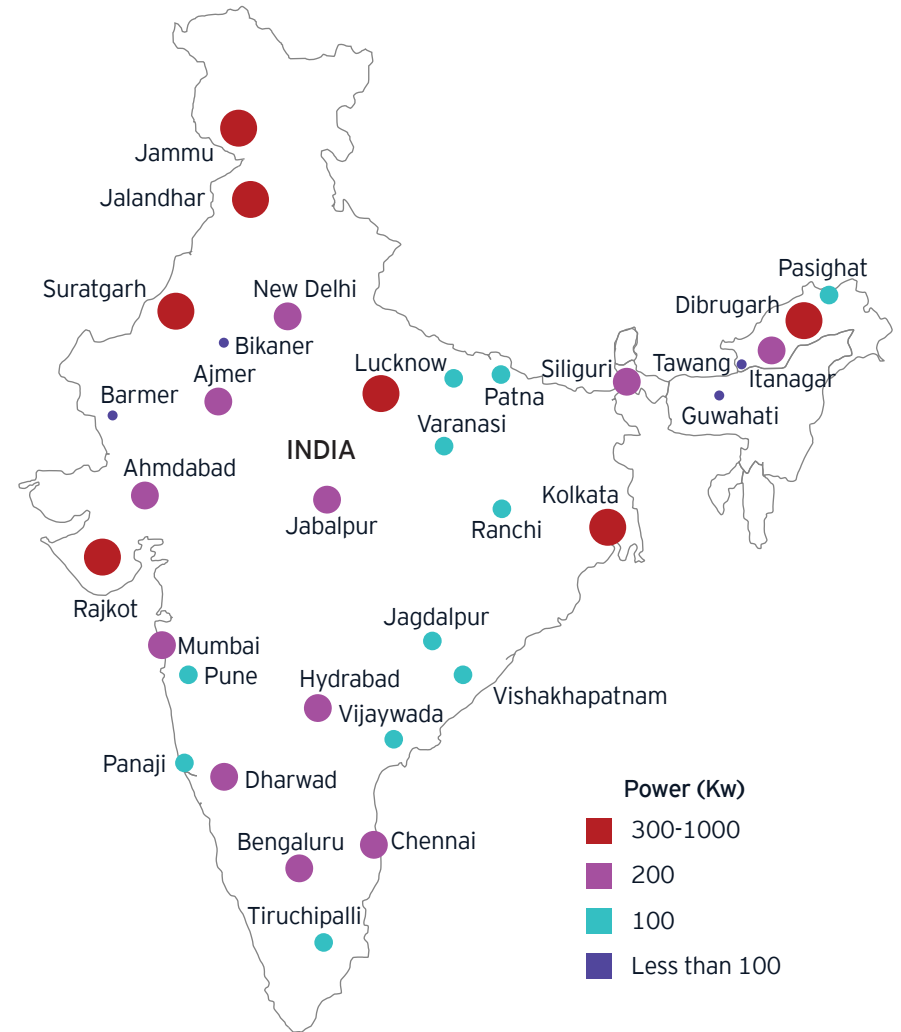 Jammu
Jalandhar
Suratgarh
New Delhi
Pasighat
Dibrugarh
Bikaner
Lucknow
Siliguri
Tawang
Ajmer
Itanagar
Barmer
Patna
Guwahati
Varanasi
INDIA
Ahmdabad
Jabalpur
Kolkata
Ranchi
Rajkot
Jagdalpur
Mumbai
Pune
Hydrabad
Vishakhapatnam
Vijaywada
Panaji
Dharwad
Power (Kw)
300-1000
Bengaluru
Chennai
200
Tiruchipalli
100
Less than 100